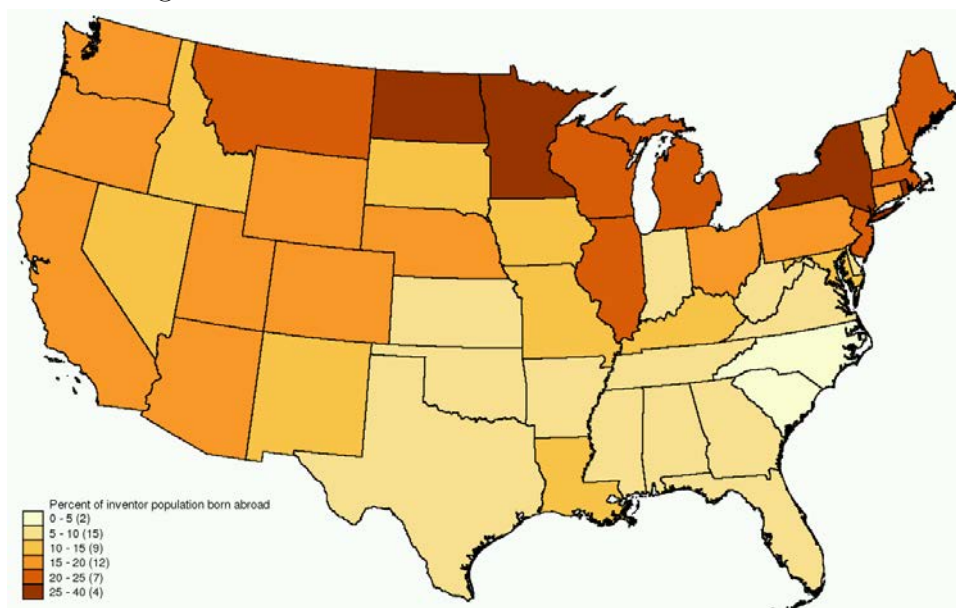 Percent of inventor population born abroad
0 - 5 (2)
5 - 10 (15)
10 - 15 (9)
15 - 20 (12)
20 - 25 (7)
25 - 40 (4)